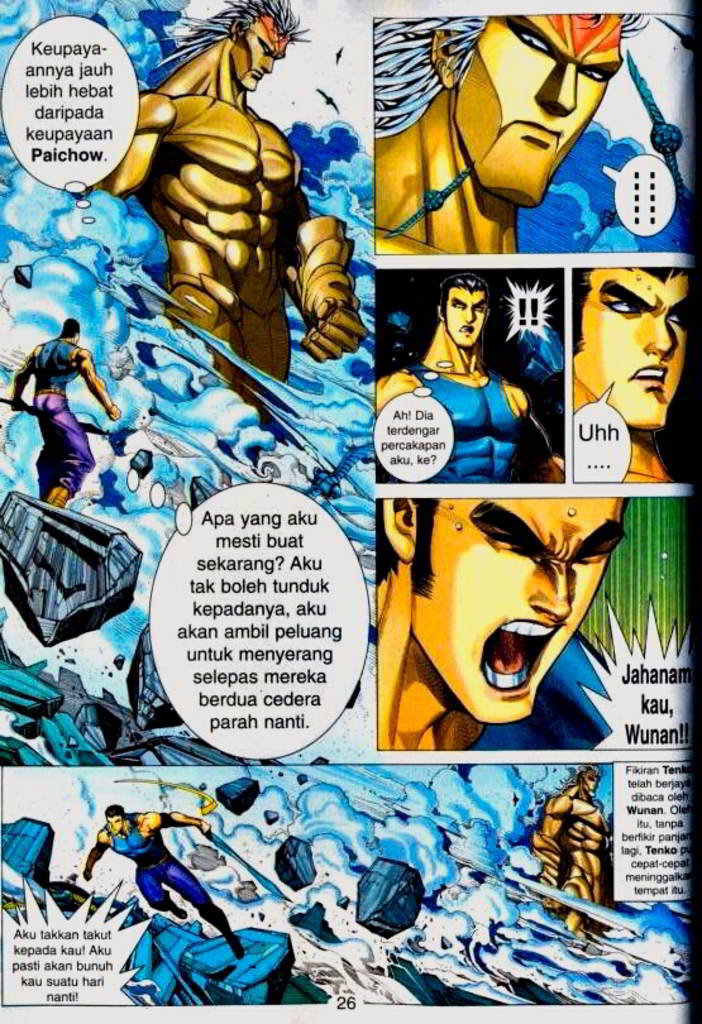 Keupaya-
annya jauh
lebih hebat
daripada
keupayaan
Paichow.
!!
Ah! Dia
terdengar
percakapan
aku, ke?
Uhh
....
Apa yang aku
mesti buat
sekarang? Aku
tak boleh tunduk
kepadanya, aku
akan ambil peluang
untuk menyerang
selepas mereka
berdua cedera
parah nanti.
Jahanam
kau,
Wunan!!
Fikiran Tenko
telah berjaya
dibaca oleh
Wunan. Oleh
itu, tanpa
berfikir panjang
lagi, Tenko pu
cepat-cepat
meninggalkan
tempat itu.
Aku takkan takut
kepada kau! Aku
pasti akan bunuh
kau suatu hari
nanti!
26